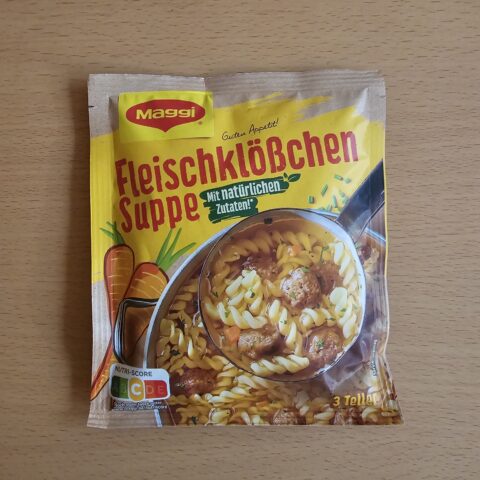 Maggi
Guten Appetit!
Fleischklößchen
Suppe
Mit natürlichen
Zutaten!*
NUTRI-SCORE
A B C D E
3 Teller